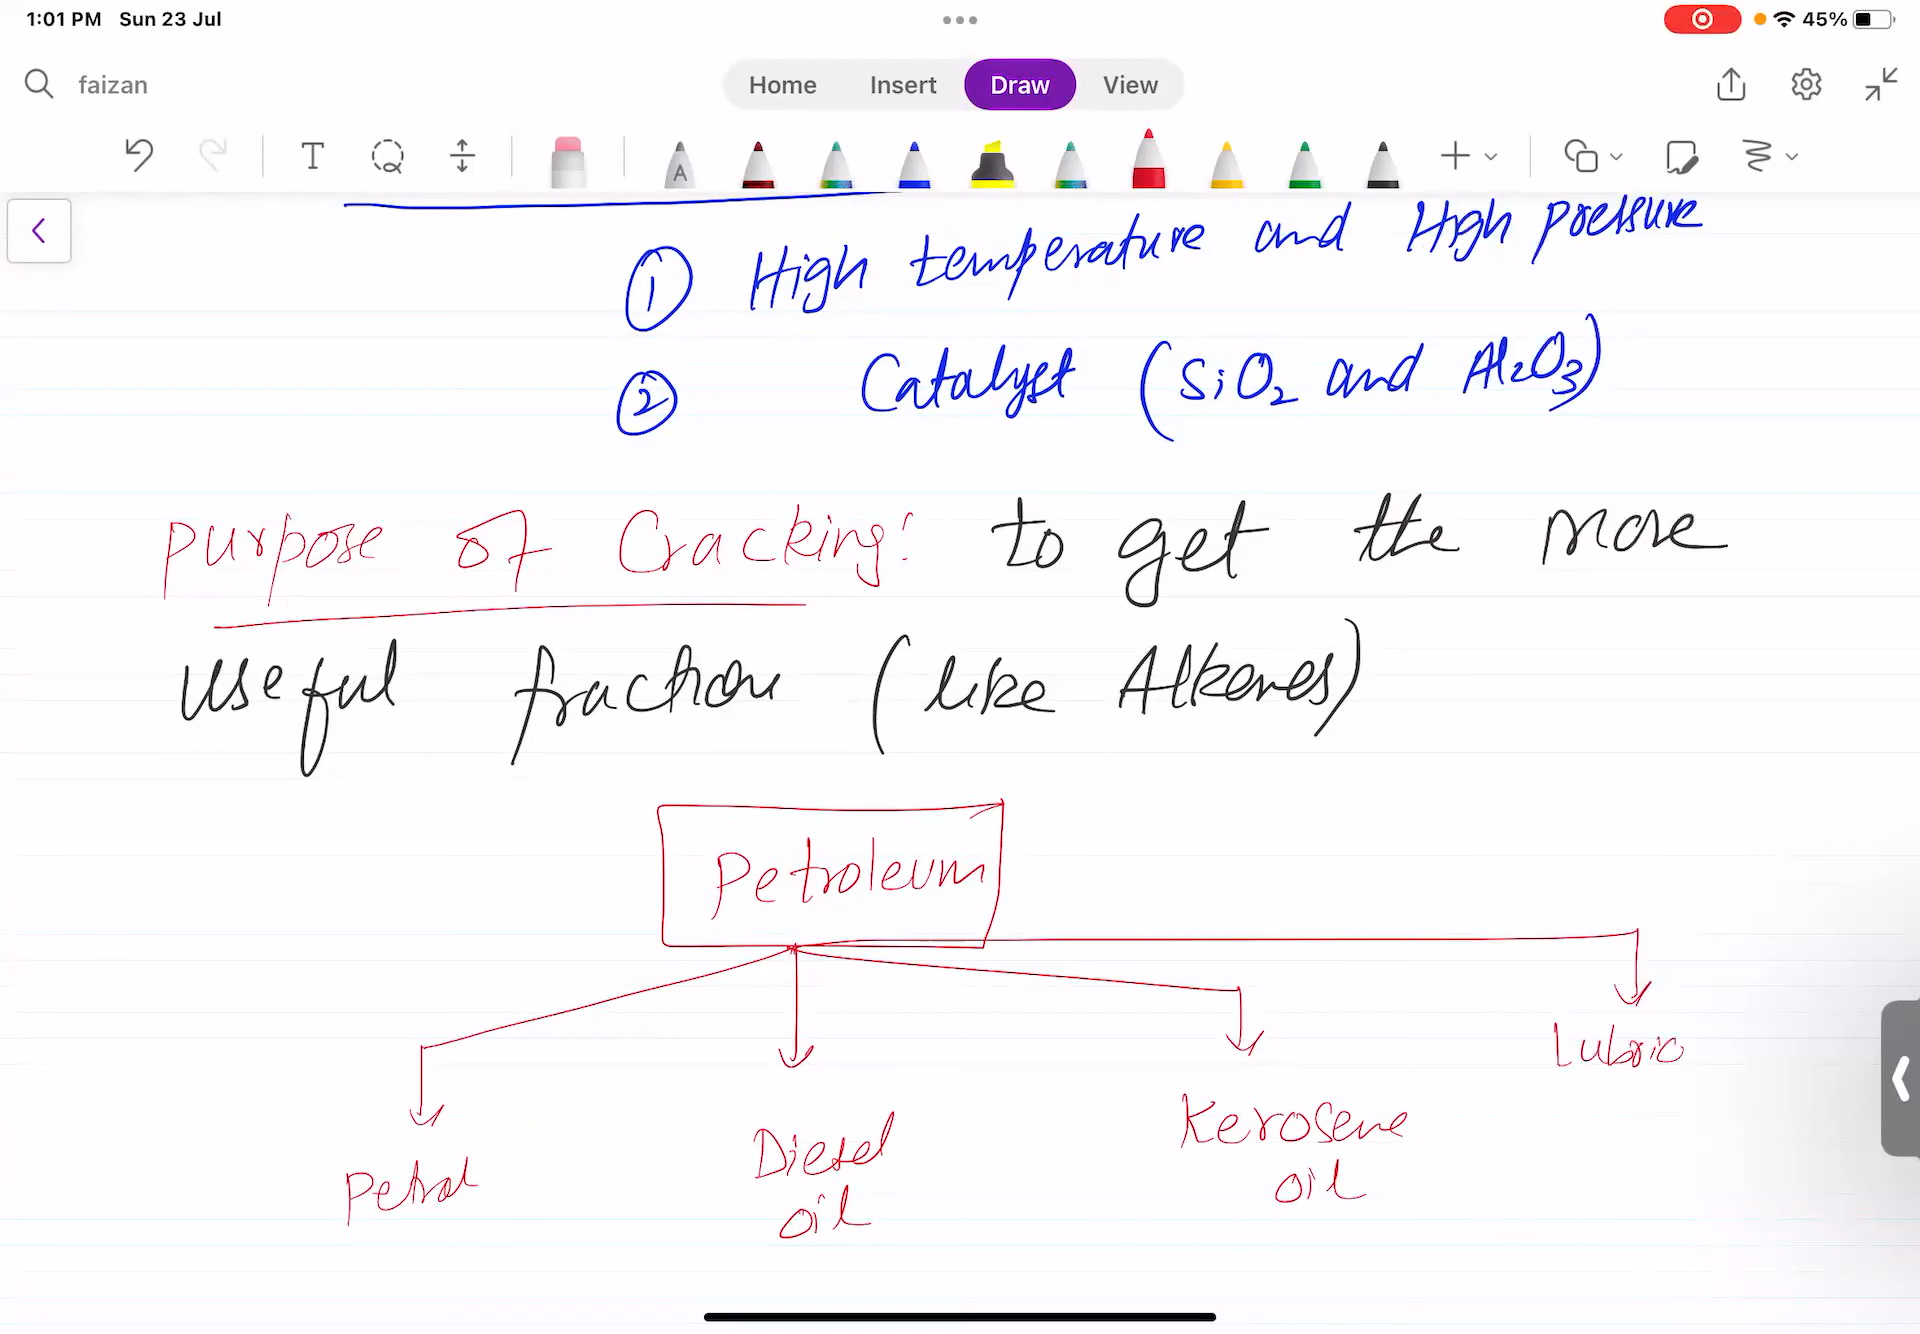 1:01 PM Sun 23 Jul
45%
faizan
Home Insert Draw View
T
A
① High temperature and High pressure
② Catalyst (SiO₂ and Al₂O₃)
purpose of Cracking: to get the more
useful fraction (like Alkenes)
Petroleum
Lubric
Kerosene
oil
Diesel
oil
Petrol